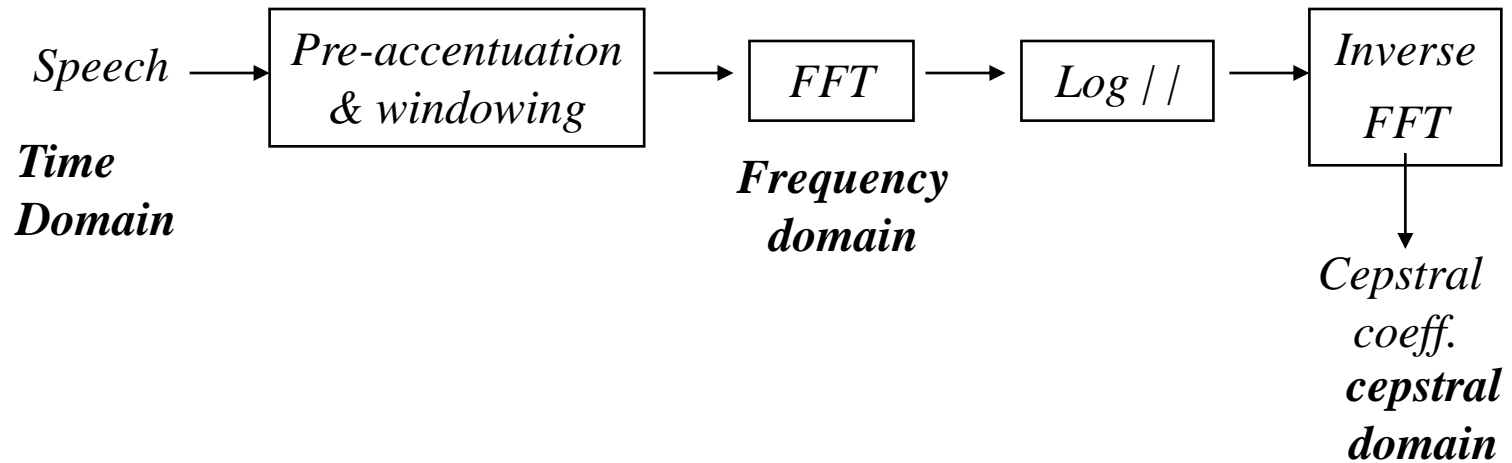 Speech
Pre-accentuation
& windowing
FFT
Log | |
Inverse
FFT
Time
Domain
Frequency
domain
Cepstral
coeff.
cepstral
domain